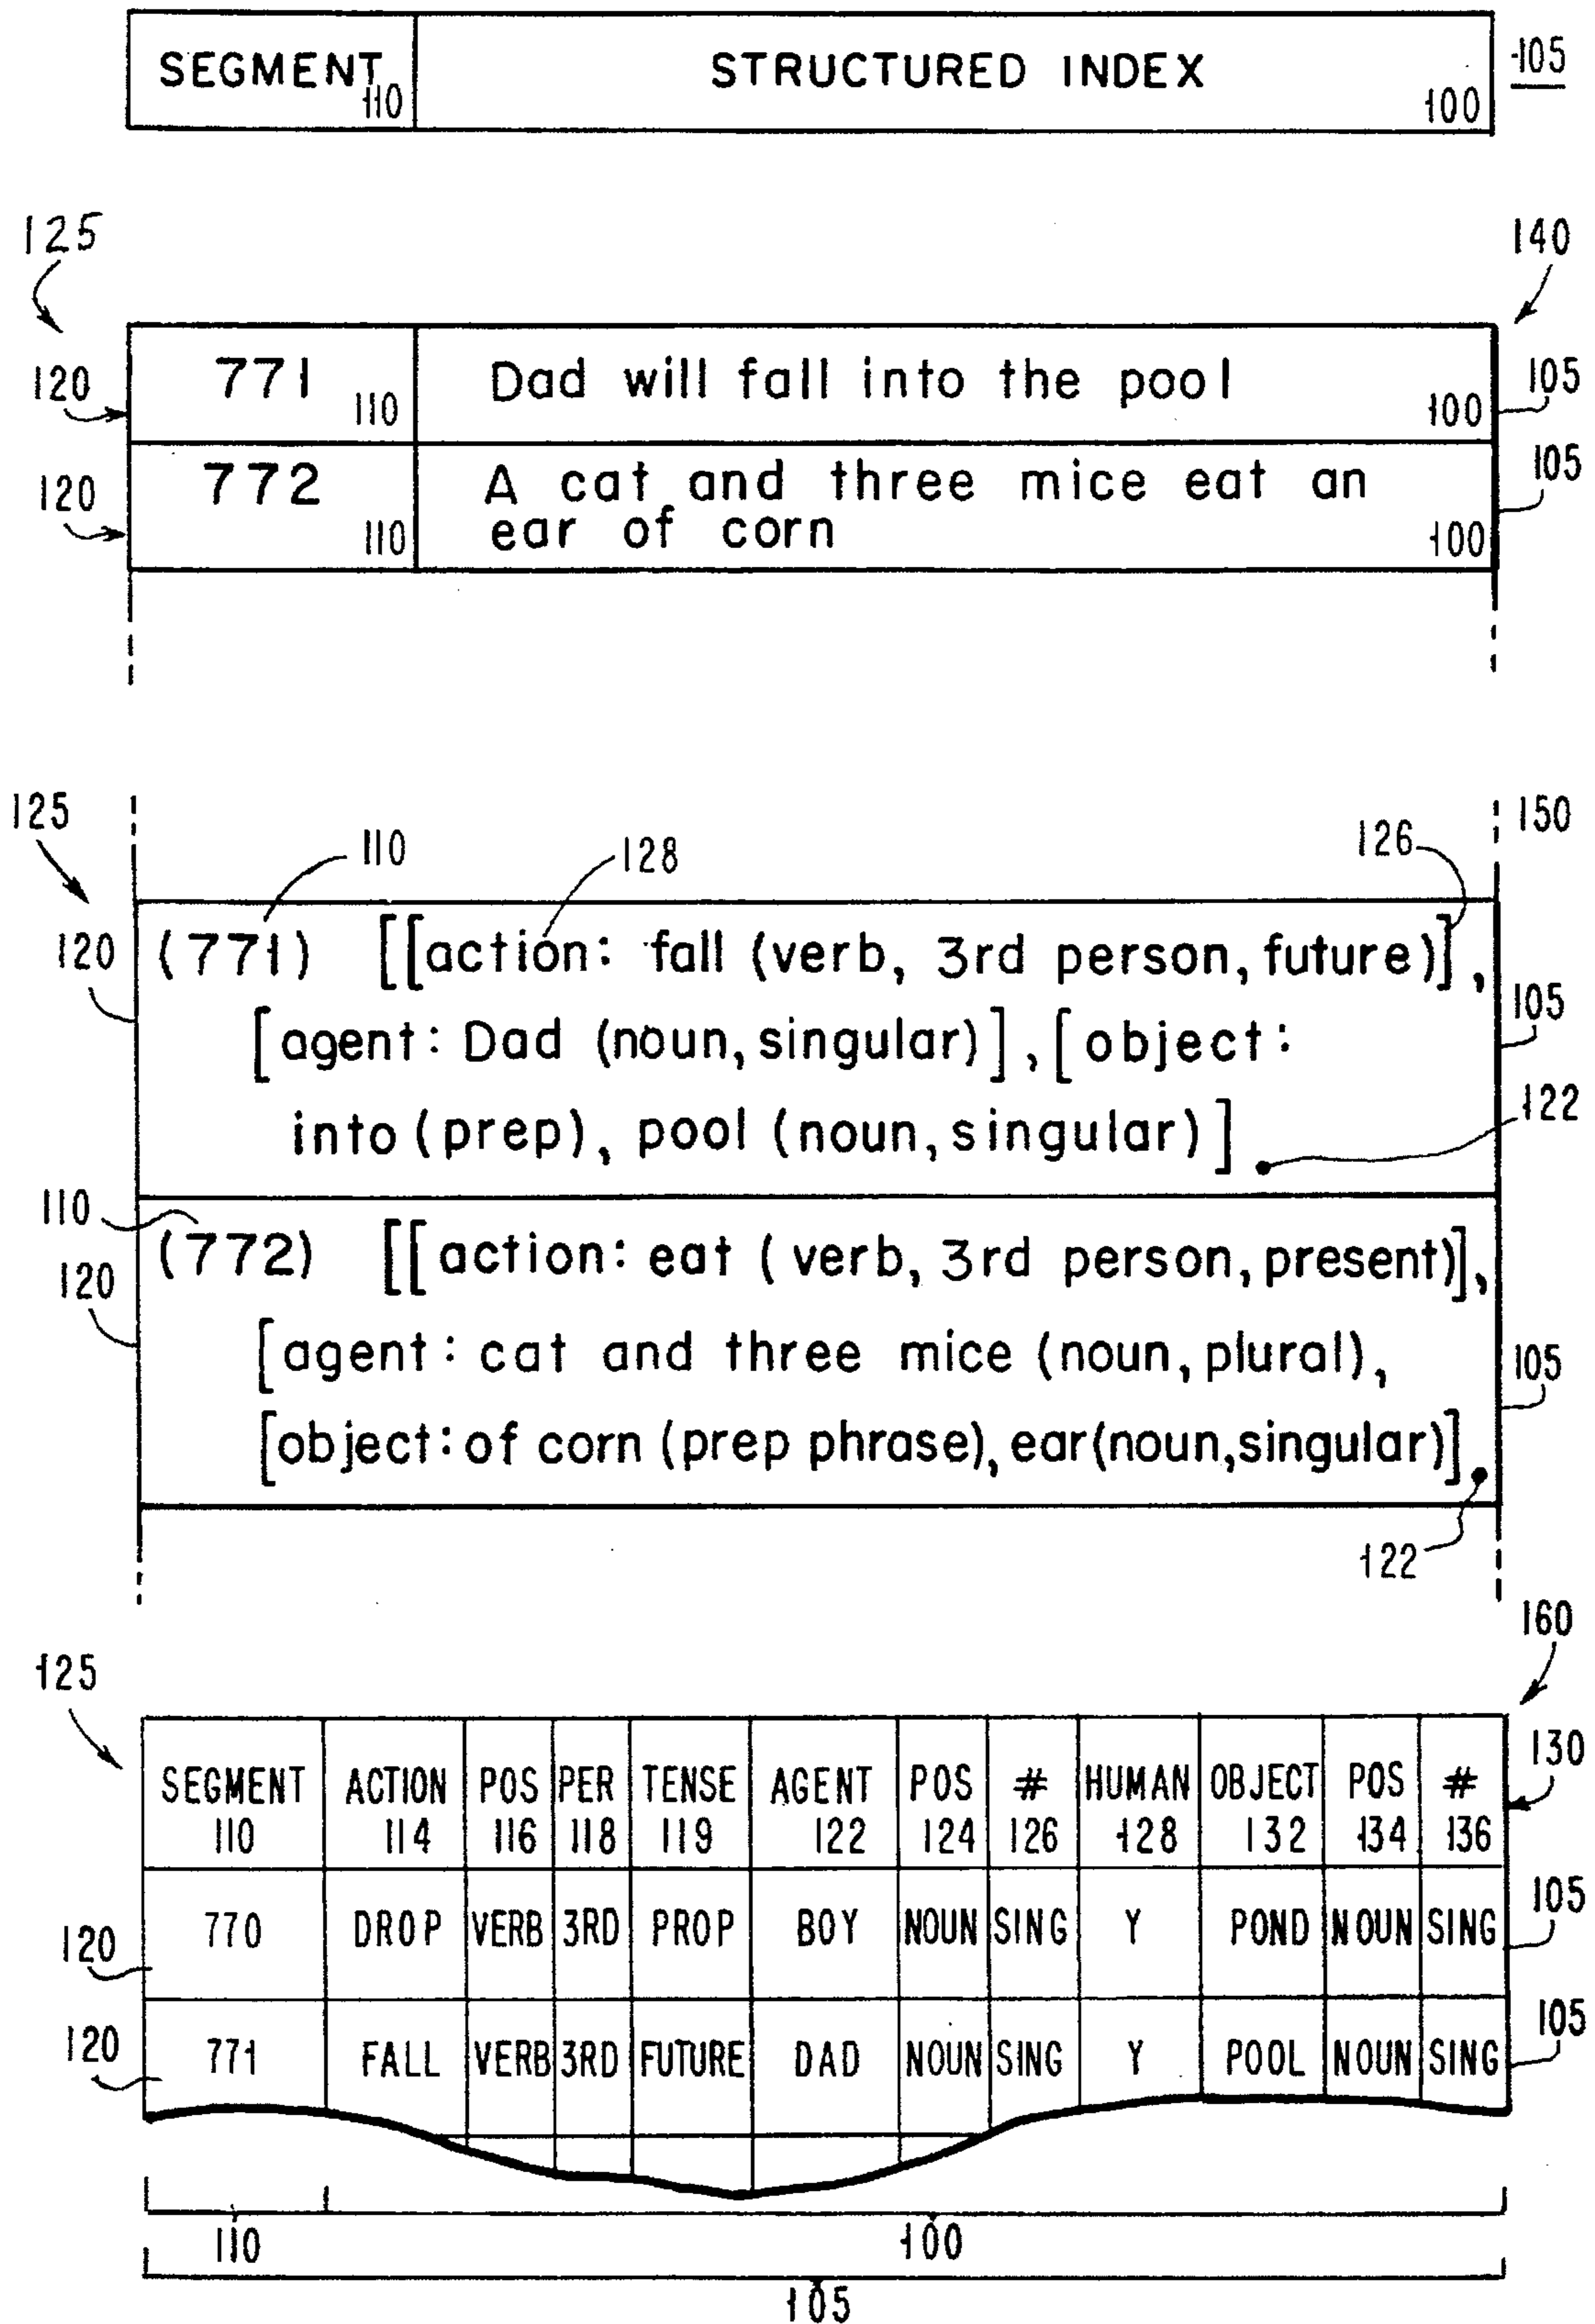 SEGMENT 110 STRUCTURED INDEX 100 105
125 140
120 771 110 Dad will fall into the pool 100 105
120 772 110 A cat and three mice eat an
ear of corn 100 105
125 110 128 126 150
120 (771) [[action: fall (verb, 3rd person, future)],
[agent: Dad (noun, singular)], [object: 105
into (prep), pool (noun, singular)]. 122
110 (772) [[action: eat (verb, 3rd person, present)],
120
[agent: cat and three mice (noun, plural), 105
[object: of corn (prep phrase), ear(noun,singular)].
122
160
125
SEGMENT ACTION POS PER TENSE AGENT POS # HUMAN OBJECT POS # 130
110 114 116 118 119 122 124 126 128 132 134 136
120 770 DROP VERB 3RD PROP BOY NOUN SING Y POND NOUN SING 105
120 771 FALL VERB 3RD FUTURE DAD NOUN SING Y POOL NOUN SING 105
110 100
105